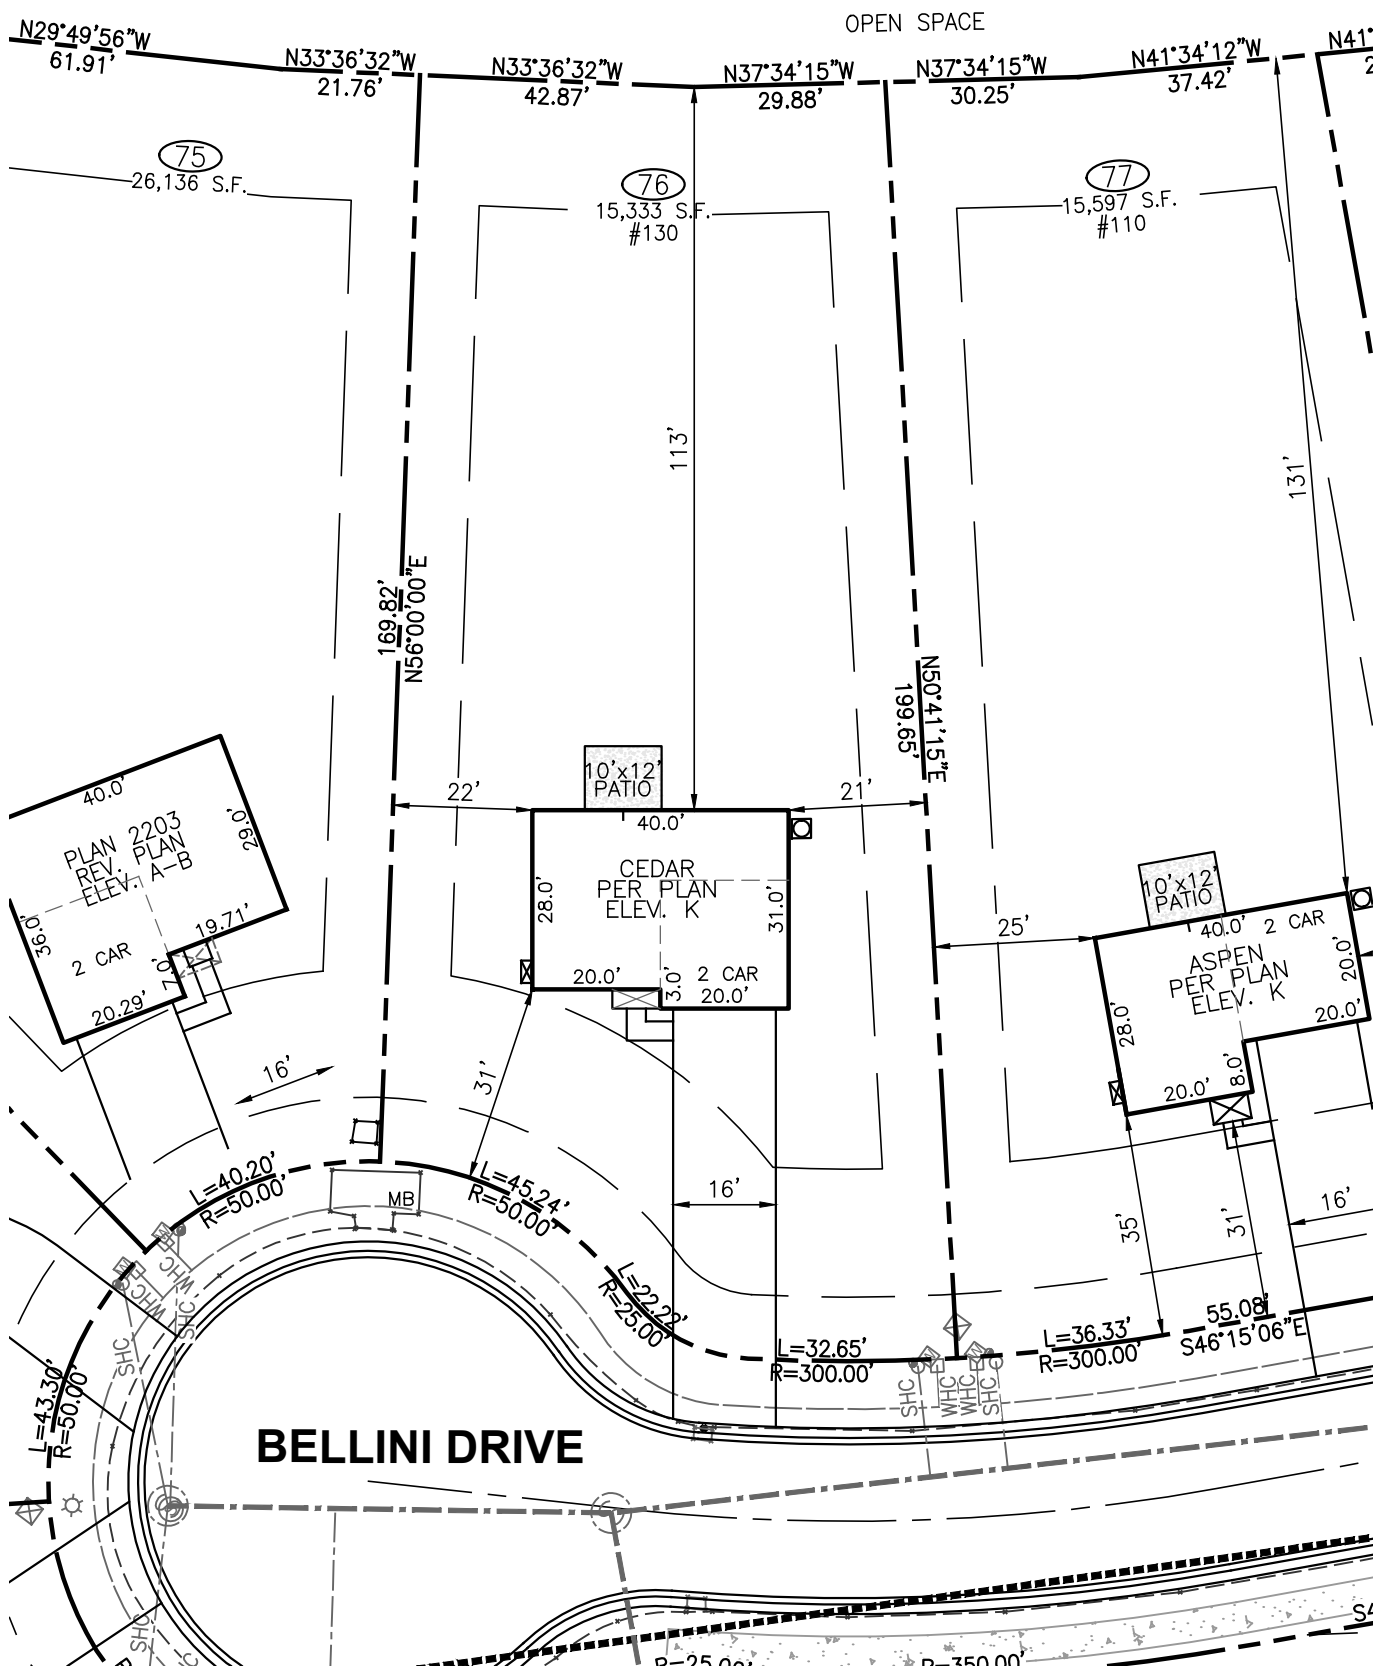 OPEN SPACE
N29°49'56"W
61.91'
N33°36'32"W
21.76'
N33°36'32"W
42.87'
N37°34'15"W
29.88'
N37°34'15"W
30.25'
N41°34'12"W
37.42'
N41°
75
26,136 S.F.
76
15,333 S.F.
#130
77
15,597 S.F.
#110
113'
131'
169.82'
N56°00'00"E
N50°41'15"E
199.65'
40.0'
PLAN 2203
REV. PLAN
ELEV. A-B
29.0'
36.0'
2 CAR
19.71'
7.0'
20.29'
16'
22'
10'x12'
PATIO
40.0'
CEDAR
PER PLAN
ELEV. K
28.0'
31.0'
20.0'
3.0'
2 CAR
20.0'
21'
31'
16'
25'
10'x12'
PATIO
40.0'
2 CAR
ASPEN
PER PLAN
ELEV. K
28.0'
20.0'
20.0'
20.0'
8.0'
35'
31'
16'
L=40.20'
R=50.00'
MB
L=45.24'
R=50.00'
L=22.22'
R=25.00'
L=32.65'
R=300.00'
L=36.33'
R=300.00'
55.08'
S46°15'06"E
WHC
WHC
SHC
SHC
L=43.30'
R=50.00'
SHC
WHC
WHC
SHC
BELLINI DRIVE
SHC
R=25.00'
R=350.00'
S4